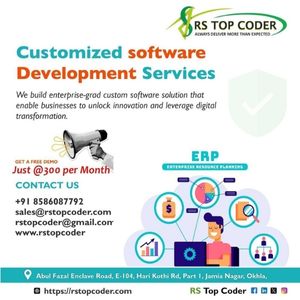 RS TOP CODER
ALWAYS DELIVER MORE THAN EXPECTED
Customized software
Development Services
We build enterprise-grad custom software solution that
enable businesses to unlock innovation and leverage digital
transformation.
GET A FREE DEMO
Just @300 per Month
CONTACT US
+91 8586087792
sales@rstopcoder.com
rstopcoder@gmail.com
www.rstopcoder
ERP
ENTERPRISE RESOURCE PLANNING
Abul Fazal Enclave Road, E-104, Hari Kothi Rd, Part 1, Jamia Nagar, Okhla,
https://rstopcoder.com
RS Top Coder